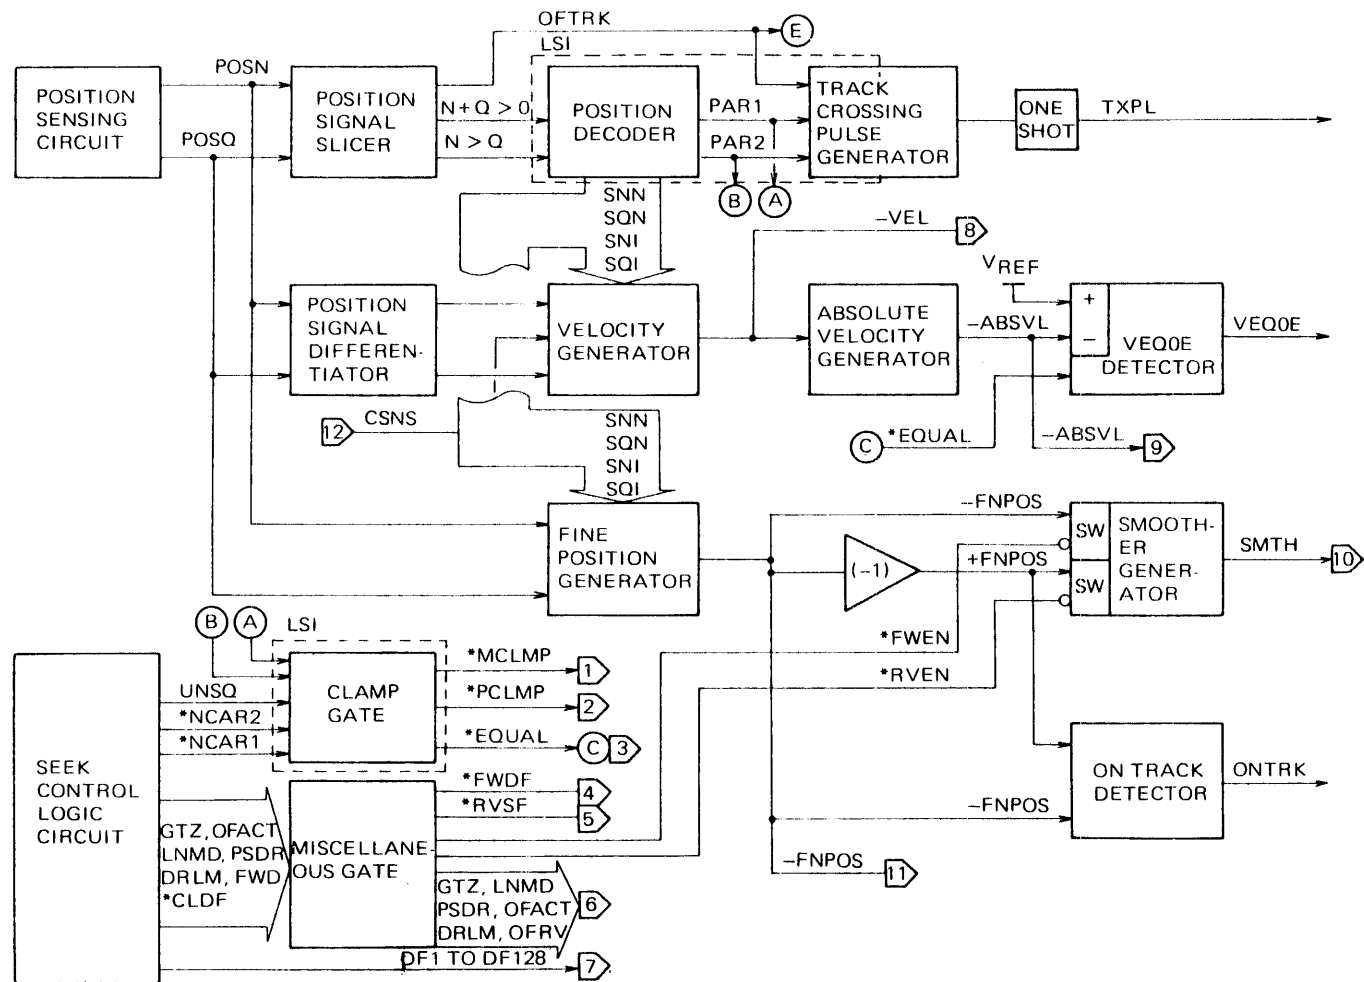 OFTRK
E
LSI
POSITION
SENSING
CIRCUIT
POSN
POSQ
POSITION
SIGNAL
SLICER
N+Q > 0
N > Q
POSITION
DECODER
PAR1
PAR2
TRACK
CROSSING
PULSE
GENERATOR
ONE
SHOT
TXPL
B
A
SNN
SQN
SNI
SQI
-VEL
8
VREF
POSITION
SIGNAL
DIFFEREN-
TIATOR
VELOCITY
GENERATOR
ABSOLUTE
VELOCITY
GENERATOR
-ABSVL
+
-
VEQ0E
DETECTOR
VEQ0E
12
CSNS
SNN
SQN
SNI
SQI
C
*EQUAL
-ABSVL
9
FINE
POSITION
GENERATOR
-FNPOS
(-1)
+FNPOS
SW
SW
SMOOTH-
ER
GENER-
ATOR
SMTH
10
B
A
LSI
*FWEN
*RVEN
SEEK
CONTROL
LOGIC
CIRCUIT
UNSQ
*NCAR2
*NCAR1
CLAMP
GATE
*MCLMP
1
*PCLMP
2
*EQUAL
C
3
*FWDF
4
*RVSF
5
GTZ, OFACT
LNMD, PSDR
DRLM, FWD
*CLDF
MISCELLANE-
OUS GATE
GTZ, LNMD
PSDR, OFACT
DRLM, OFRV
6
DF1 TO DF128
7
-FNPOS
ON TRACK
DETECTOR
ONTRK
-FNPOS
11